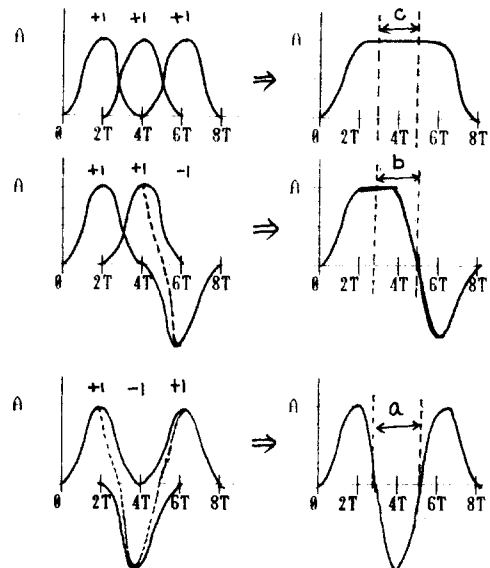 +1 +1 +1 c
A ⇒ A
0 2T 4T 6T 8T 0 2T 4T 6T 8T
+1 +1 -1 b
A ⇒ A
0 2T 4T 6T 8T 0 2T 4T 6T 8T
+1 -1 +1
A ⇒ A a
0 2T 4T 6T 8T 0 2T 4T 6T 8T